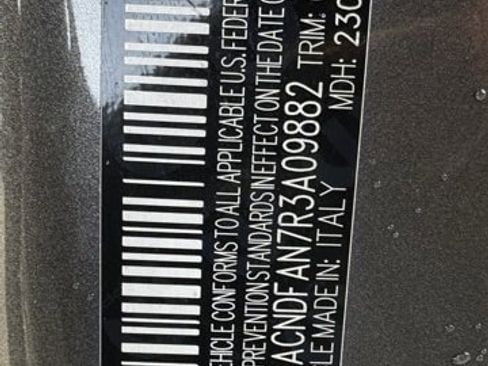 VEHICLE CONFORMS TO ALL APPLICABLE U.S. FEDER
PREVENTION STANDARDS IN EFFECT ON THE DATE O
ACNDFAN7R3A09882 TRIM:
LE MADE IN: ITALY MDH: 230